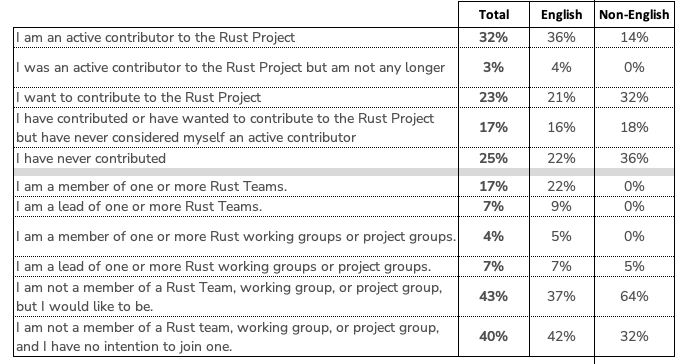 Total English Non-English
I am an active contributor to the Rust Project 32% 36% 14%
I was an active contributor to the Rust Project but am not any longer 3% 4% 0%
I want to contribute to the Rust Project 23% 21% 32%
I have contributed or have wanted to contribute to the Rust Project
but have never considered myself an active contributor 17% 16% 18%
I have never contributed 25% 22% 36%
I am a member of one or more Rust Teams. 17% 22% 0%
I am a lead of one or more Rust Teams. 7% 9% 0%
I am a member of one or more Rust working groups or project groups. 4% 5% 0%
I am a lead of one or more Rust working groups or project groups. 7% 7% 5%
I am not a member of a Rust Team, working group, or project group,
but I would like to be. 43% 37% 64%
I am not a member of a Rust team, working group, or project group,
and I have no intention to join one. 40% 42% 32%